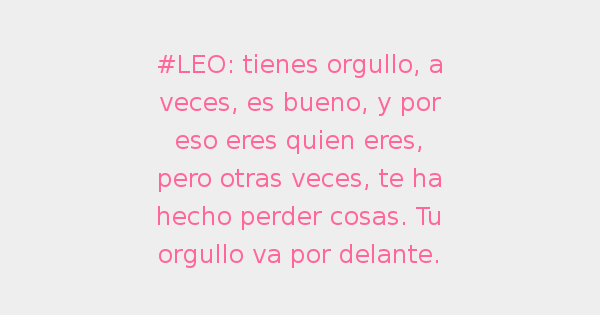 #LEO: tienes orgullo, a
veces, es bueno, y por
eso eres quien eres,
pero otras veces, te ha
hecho perder cosas. Tu
orgullo va por delante.